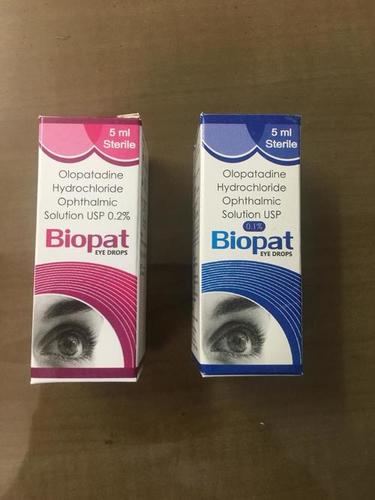 5 ml
Sterile
Olopatadine
Hydrochloride
Ophthalmic
Solution USP 0.2%
Biopat
EYE DROPS
5 ml
Sterile
Olopatadine
Hydrochloride
Ophthalmic
Solution USP
0.1%
Biopat
EYE DROPS